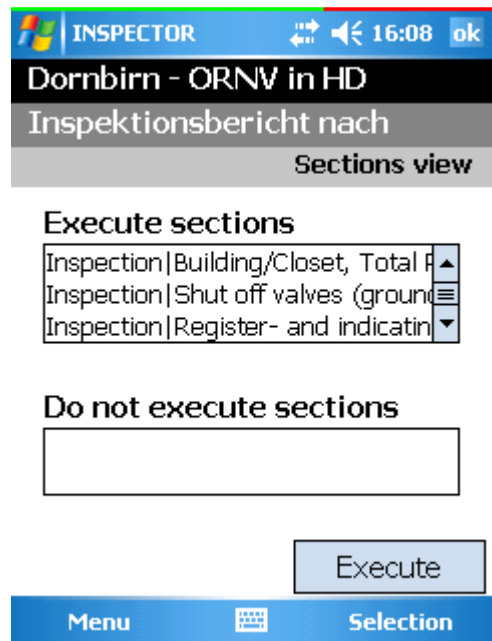 INSPECTOR 16:08 ok
Dornbirn - ORNV in HD
Inspektionsbericht nach
Sections view
Execute sections
Inspection|Building/Closet, Total
Inspection|Shut off valves (ground
Inspection|Register- and indicatin
Do not execute sections
Execute
Menu Selection